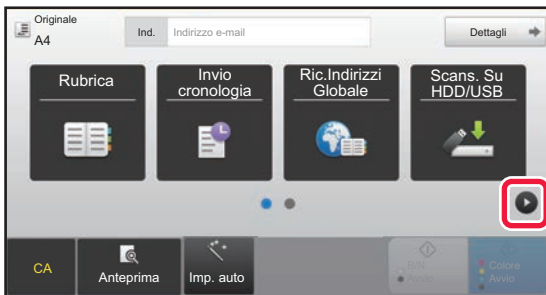 Originale
A4
Ind.
Indirizzo e-mail
Dettagli
Rubrica
Invio
cronologia
Ric.Indirizzi
Globale
Scans. Su
HDD/USB
CA
Anteprima
Imp. auto
B/N
Avvio
Colore
Avvio